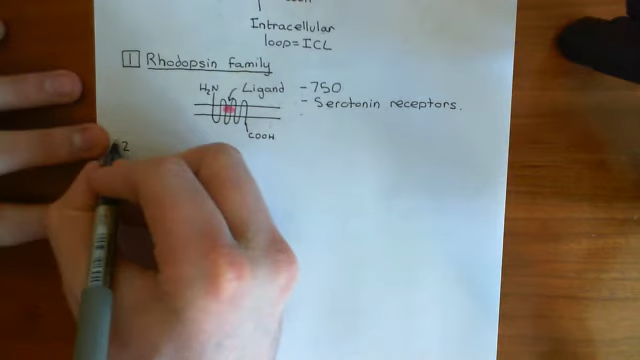 Intracellular
loop=ICL
1 Rhodopsin family
H2N Ligand - 750
- Serotonin receptors.
COOH
2